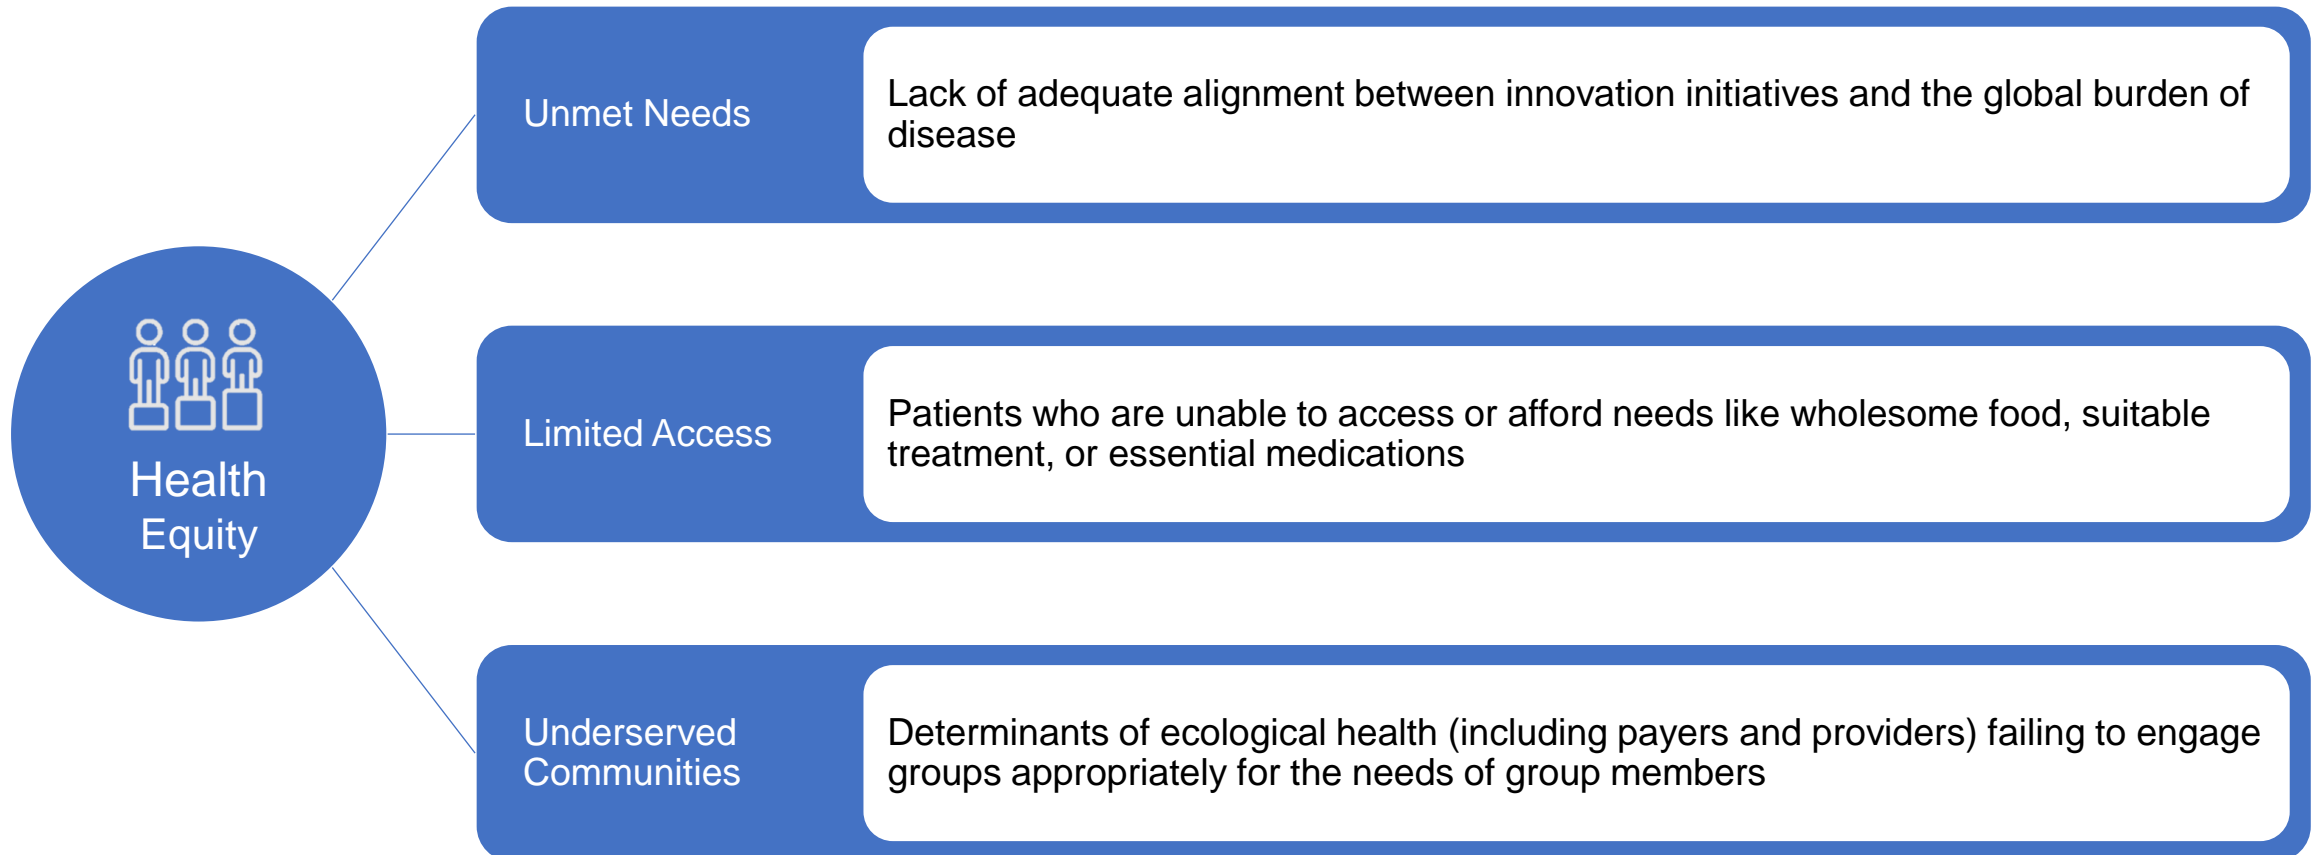 Unmet Needs
Lack of adequate alignment between innovation initiatives and the global burden of
disease
Health
Equity
Limited Access
Patients who are unable to access or afford needs like wholesome food, suitable
treatment, or essential medications
Underserved
Communities
Determinants of ecological health (including payers and providers) failing to engage
groups appropriately for the needs of group members